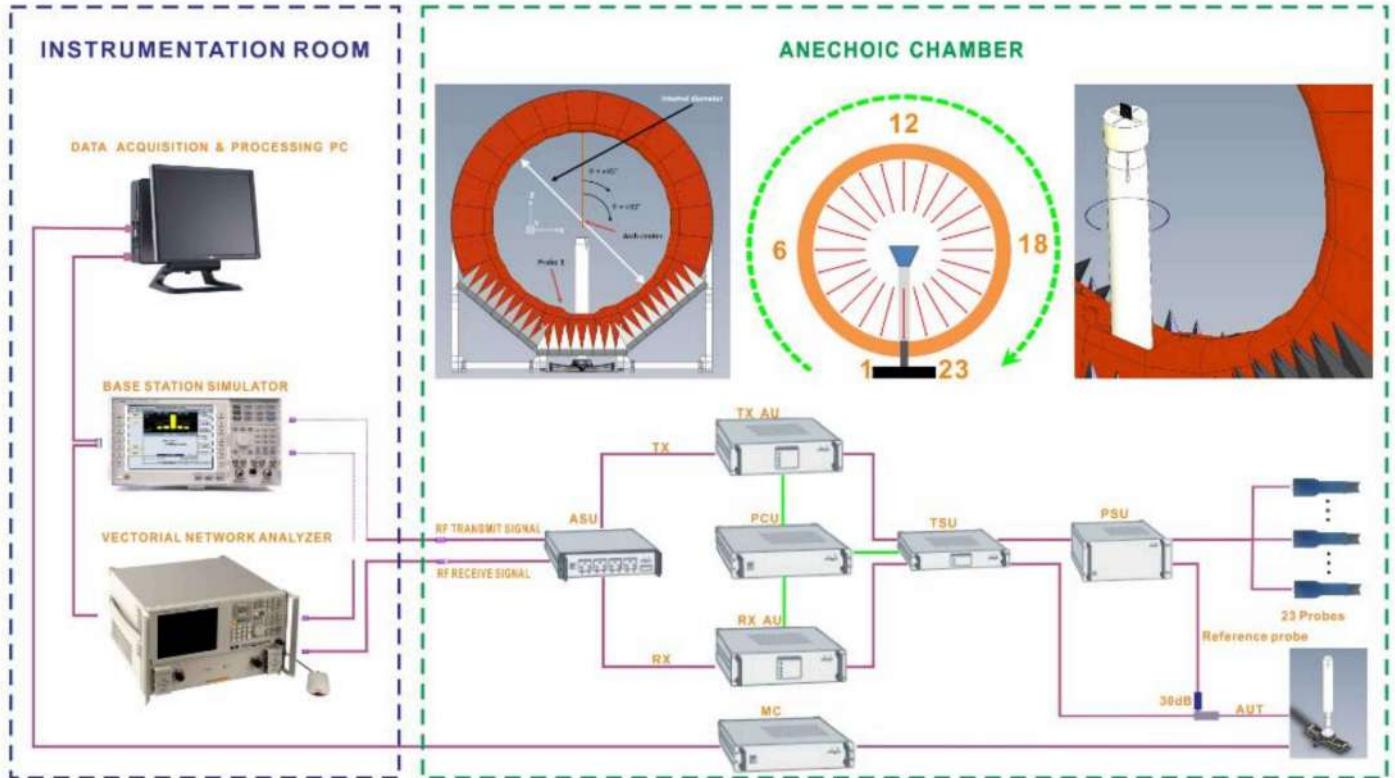 INSTRUMENTATION ROOM
DATA ACQUISITION & PROCESSING PC
BASE STATION SIMULATOR
VECTORIAL NETWORK ANALYZER
ANECHOIC CHAMBER
Internal diameter
Arch center
Probe 1
12
6
18
1
23
TX AU
TX
RF TRANSMIT SIGNAL
ASU
PCU
TSU
PSU
RF RECEIVE SIGNAL
RX AU
RX
23 Probes
Reference probe
30dB
AUT
MC